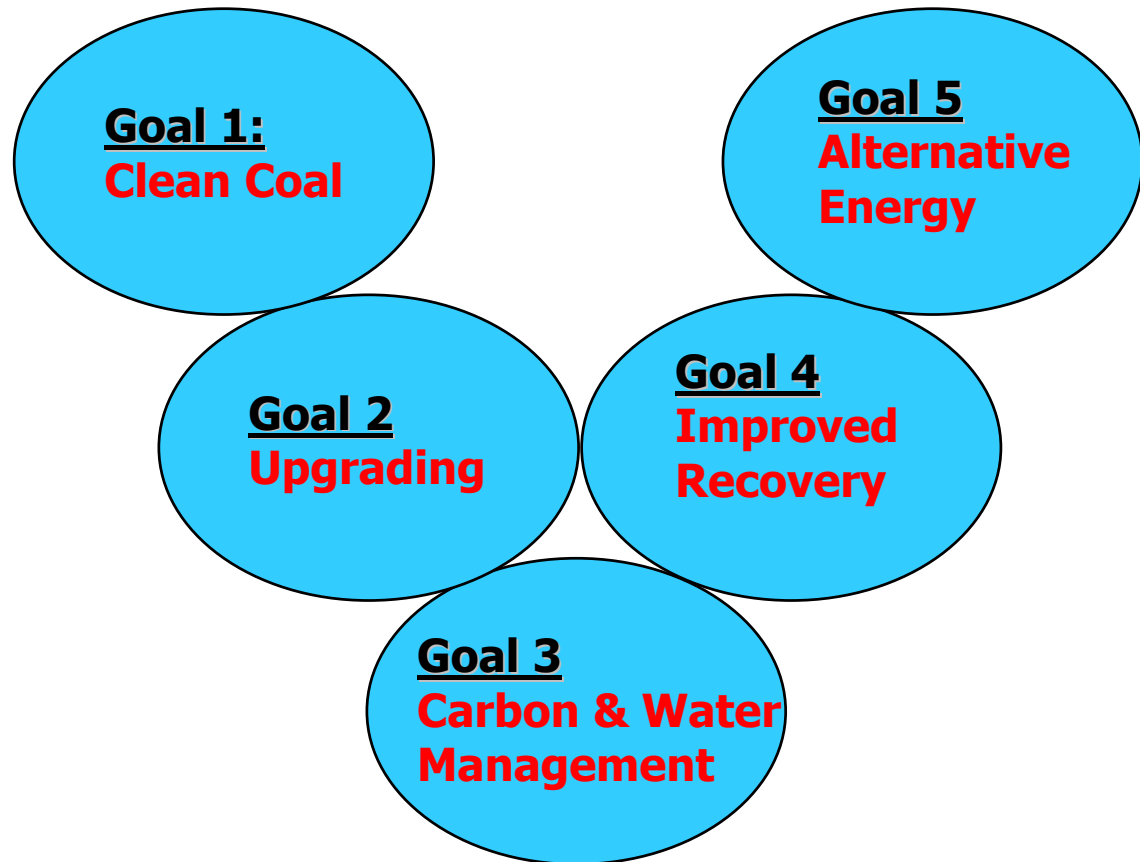 Goal 1:
Clean Coal
Goal 2
Upgrading
Goal 3
Carbon & Water
Management
Goal 4
Improved
Recovery
Goal 5
Alternative
Energy